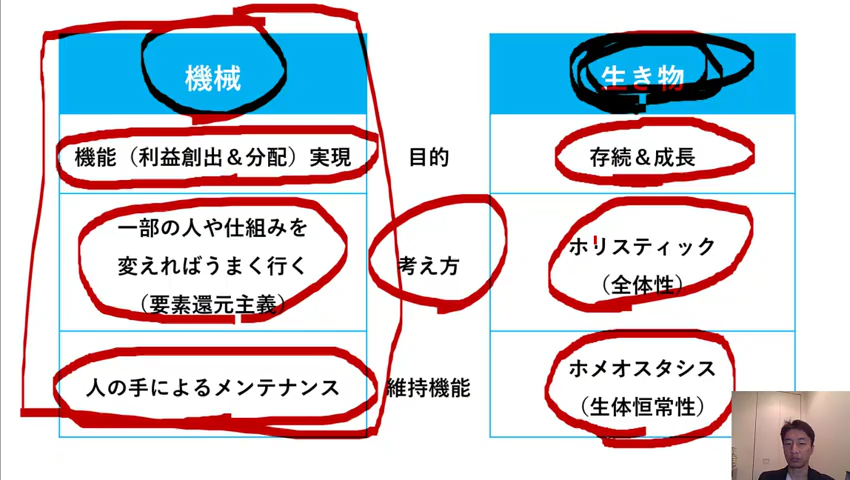 機械
生き物
機能（利益創出＆分配）実現
目的
存続＆成長
一部の人や仕組みを
変えればうまく行く
（要素還元主義）
考え方
ホリスティック
（全体性）
人の手によるメンテナンス
維持機能
ホメオスタシス
（生体恒常性）